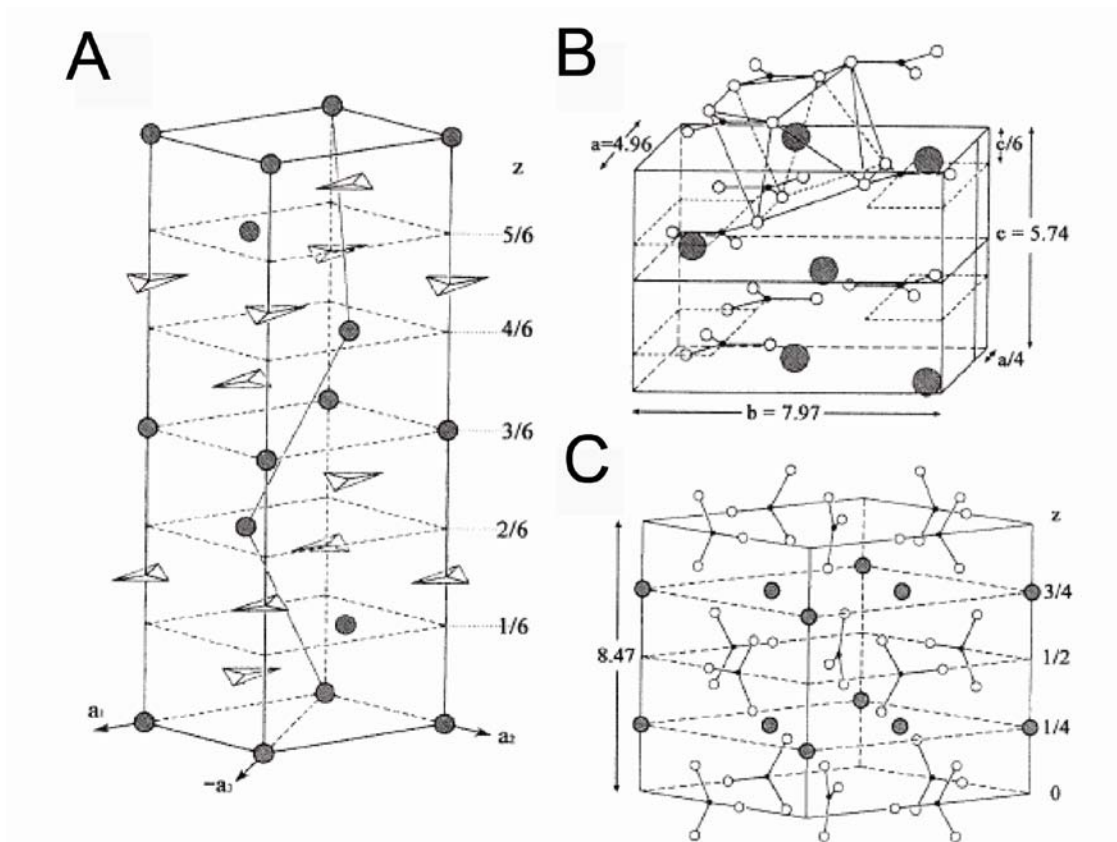 A
z
5/6
4/6
3/6
2/6
1/6
a₁
a₂
−a₃
B
a=4.96
c/6
c = 5.74
a/4
b = 7.97
C
z
3/4
8.47
1/2
1/4
0